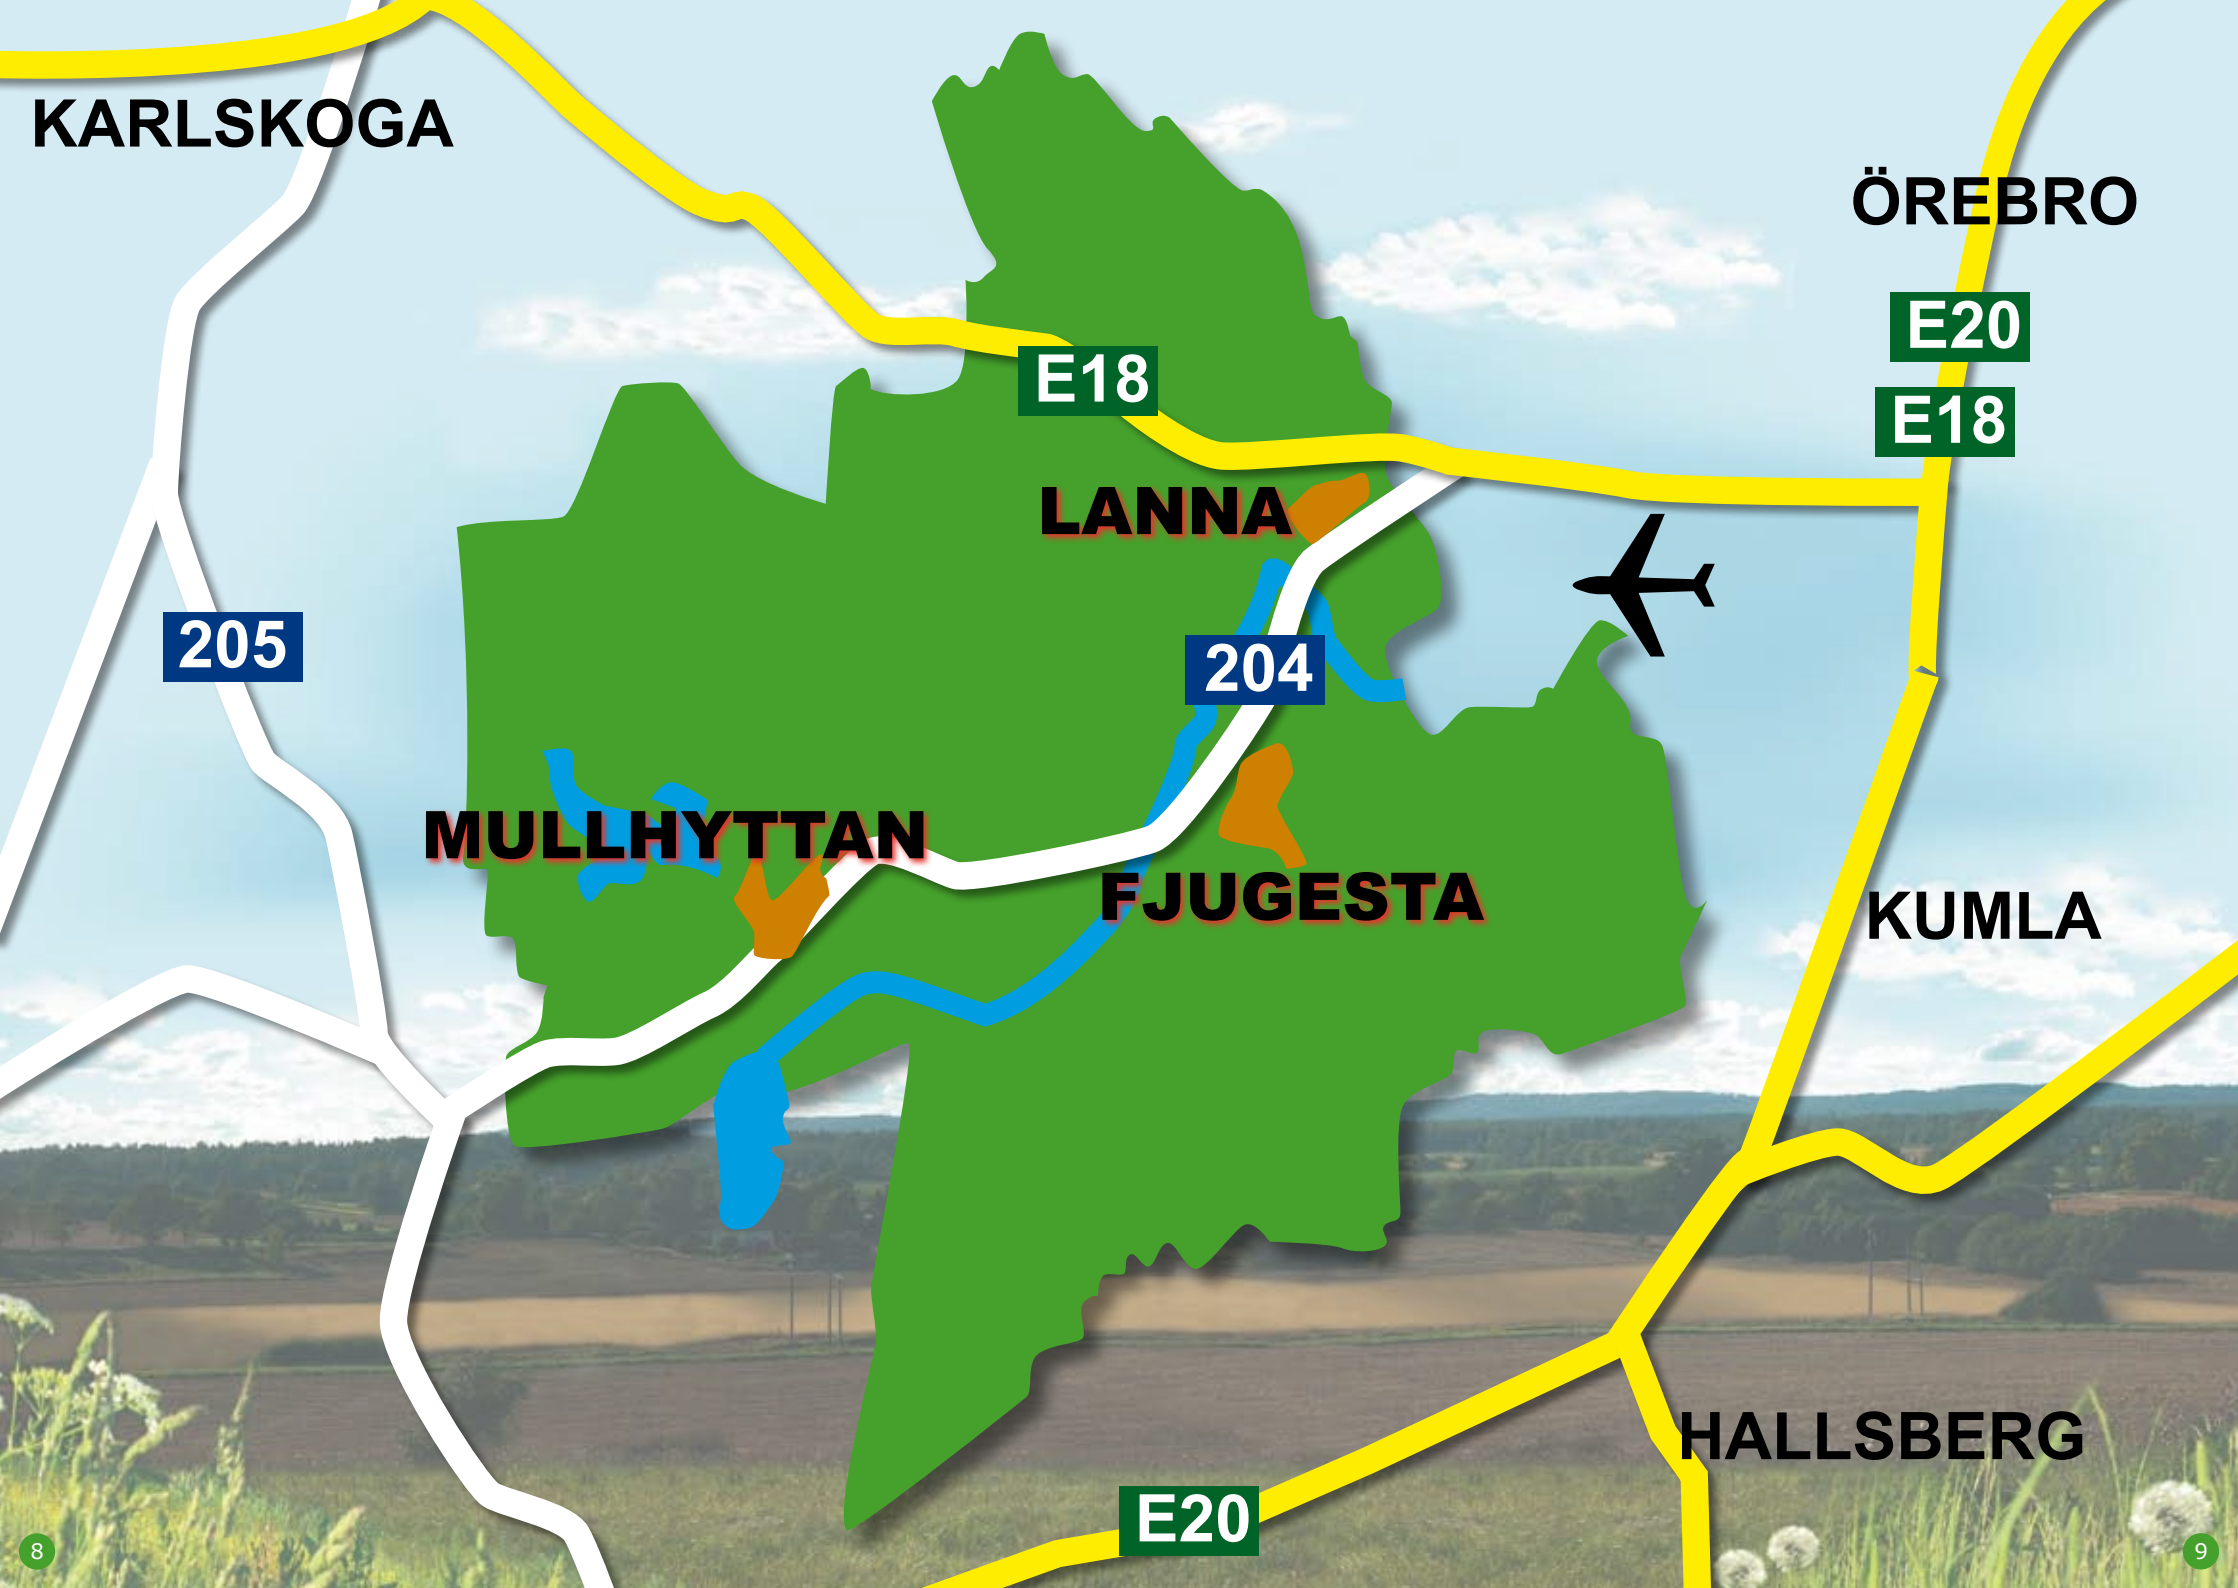 KARLSKOGA
ÖREBRO
E20
E18
E18
LANNA
205
204
MULLHYTTAN
FJUGESTA
KUMLA
HALLSBERG
E20
8
9